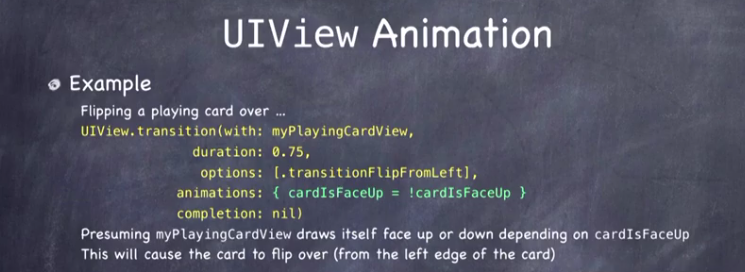 UIView Animation
Example
Flipping a playing card over ...
UIView.transition(with: myPlayingCardView,
duration: 0.75,
options: [.transitionFlipFromLeft],
animations: { cardIsFaceUp = !cardIsFaceUp }
completion: nil)
Presuming myPlayingCardView draws itself face up or down depending on cardIsFaceUp
This will cause the card to flip over (from the left edge of the card)